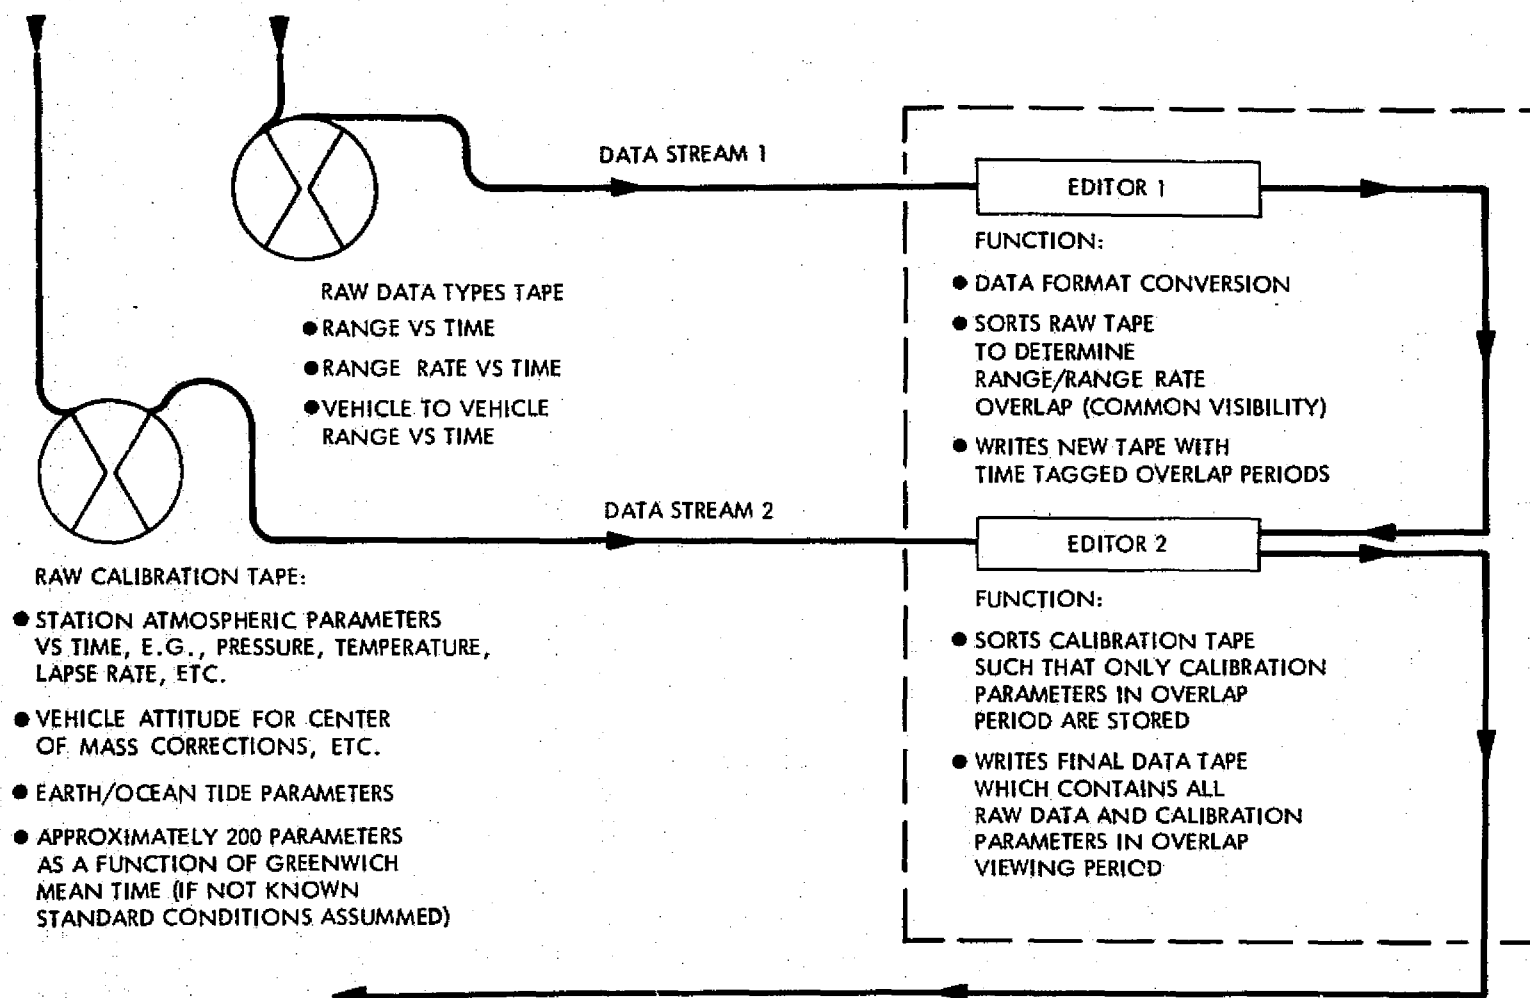 DATA STREAM 1
EDITOR 1
FUNCTION:
● DATA FORMAT CONVERSION
● SORTS RAW TAPE
TO DETERMINE
RANGE/RANGE RATE
OVERLAP (COMMON VISIBILITY)
● WRITES NEW TAPE WITH
TIME TAGGED OVERLAP PERIODS
RAW DATA TYPES TAPE
● RANGE VS TIME
● RANGE RATE VS TIME
● VEHICLE TO VEHICLE
RANGE VS TIME
DATA STREAM 2
EDITOR 2
FUNCTION:
● SORTS CALIBRATION TAPE
SUCH THAT ONLY CALIBRATION
PARAMETERS IN OVERLAP
PERIOD ARE STORED
● WRITES FINAL DATA TAPE
WHICH CONTAINS ALL
RAW DATA AND CALIBRATION
PARAMETERS IN OVERLAP
VIEWING PERIOD
RAW CALIBRATION TAPE:
● STATION ATMOSPHERIC PARAMETERS
VS TIME, E.G., PRESSURE, TEMPERATURE,
LAPSE RATE, ETC.
● VEHICLE ATTITUDE FOR CENTER
OF MASS CORRECTIONS, ETC.
● EARTH/OCEAN TIDE PARAMETERS
● APPROXIMATELY 200 PARAMETERS
AS A FUNCTION OF GREENWICH
MEAN TIME (IF NOT KNOWN
STANDARD CONDITIONS ASSUMMED)